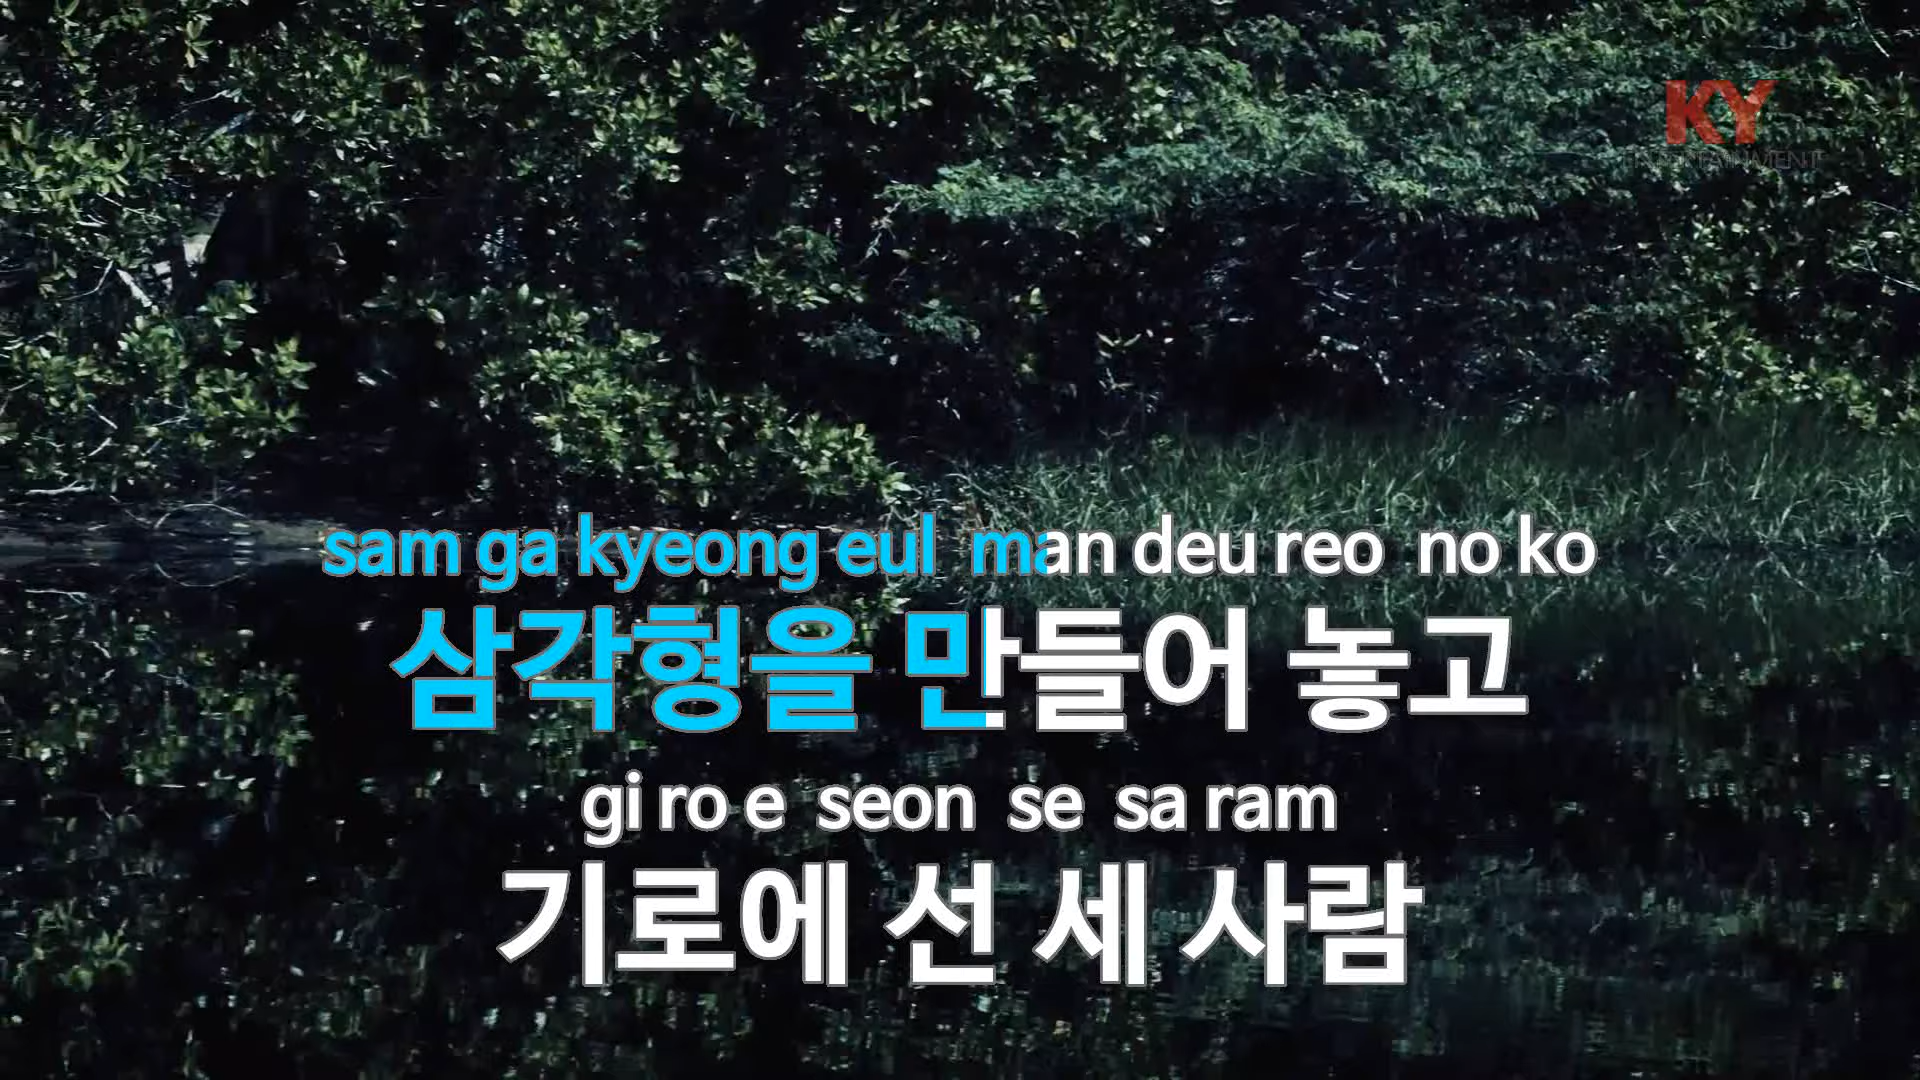 KY
ENTERTAINMENT
sam ga kyeong eul man deu reo no ko
삼각형을 만들어 놓고
gi ro e seon se sa ram
기로에 선 세 사람